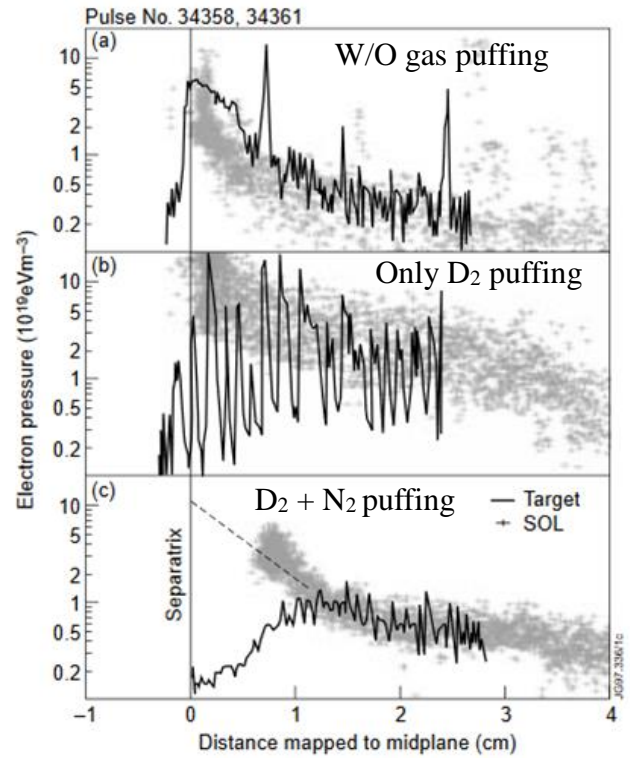 Pulse No. 34358, 34361
(a)
W/O gas puffing
10
5
2
1
0.5
0.2
(b)
Only D₂ puffing
10
5
2
1
0.5
0.2
Electron pressure (10¹⁹eVm⁻³)
(c)
D₂ + N₂ puffing
Target
SOL
10
5
2
1
0.5
0.2
Separatrix
JG97.336/1c
–1 0 1 2 3 4
Distance mapped to midplane (cm)